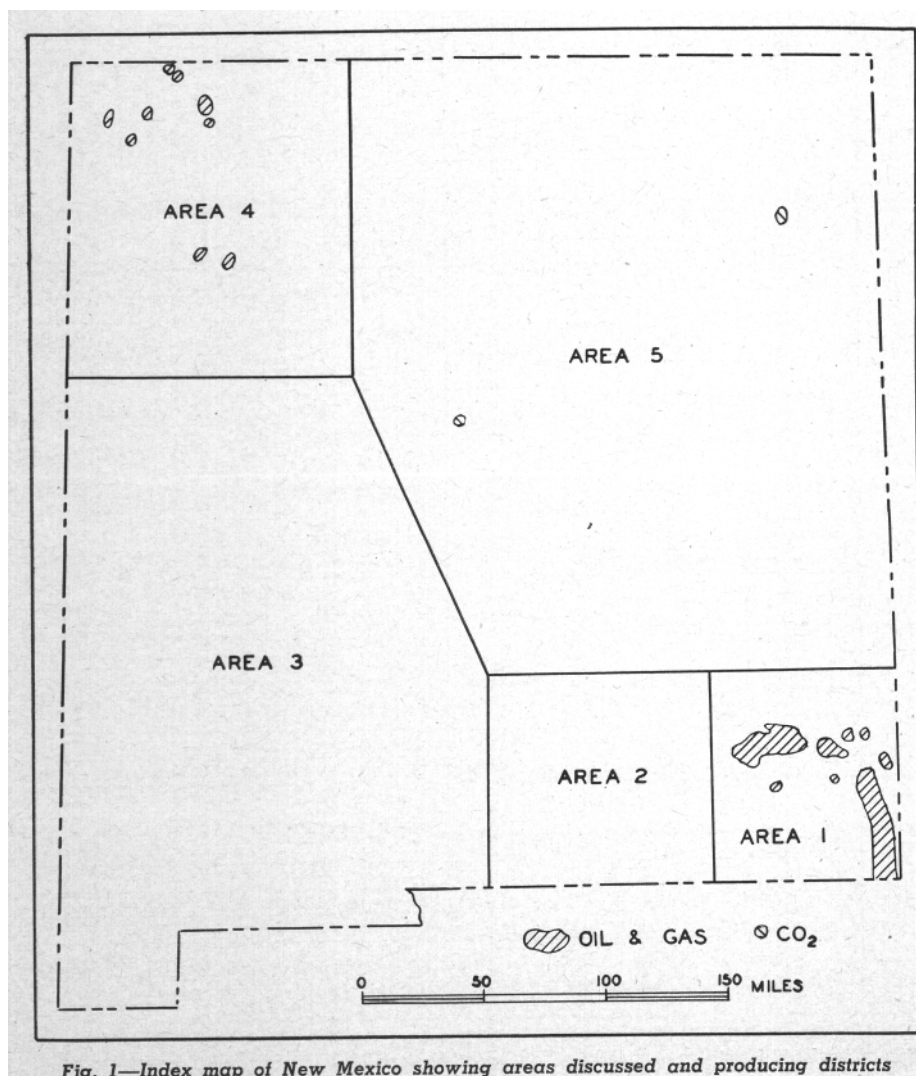 AREA 4
AREA 5
AREA 3
AREA 2
AREA 1
OIL & GAS CO2
0 50 100 150 MILES
Fig. 1—Index map of New Mexico showing areas discussed and producing districts